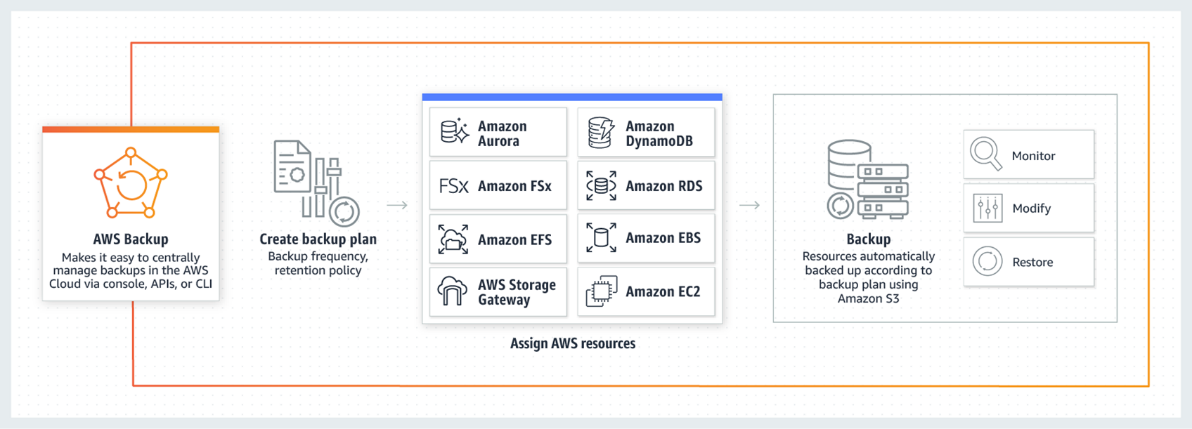 AWS Backup
Makes it easy to centrally
manage backups in the AWS
Cloud via console, APIs, or CLI
Create backup plan
Backup frequency,
retention policy
Amazon
Aurora
Amazon
DynamoDB
FSx
Amazon FSx
Amazon RDS
Amazon EFS
Amazon EBS
AWS Storage
Gateway
Amazon EC2
Assign AWS resources
Backup
Resources automatically
backed up according to
backup plan using
Amazon S3
Monitor
Modify
Restore